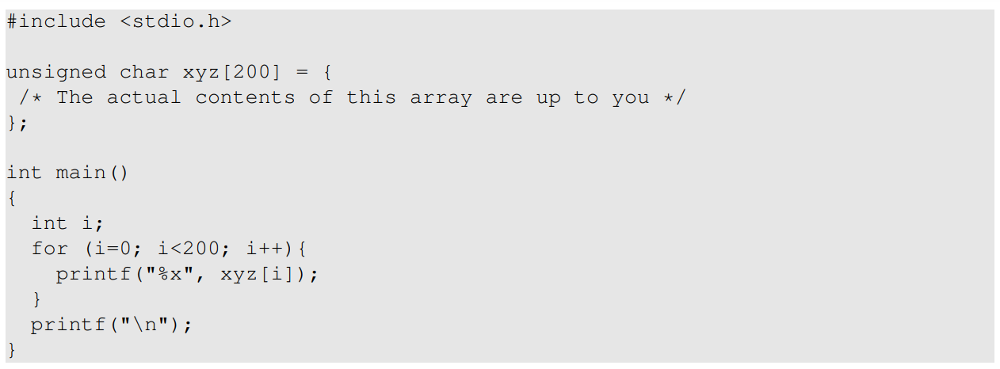 #include <stdio.h>

unsigned char xyz[200] = {
 /* The actual contents of this array are up to you */
};

int main()
{
  int i;
  for (i=0; i<200; i++){
    printf("%x", xyz[i]);
  }
  printf("\n");
}